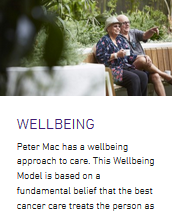 WELLBEING
Peter Mac has a wellbeing
approach to care. This Wellbeing
Model is based on a
fundamental belief that the best
cancer care treats the person as